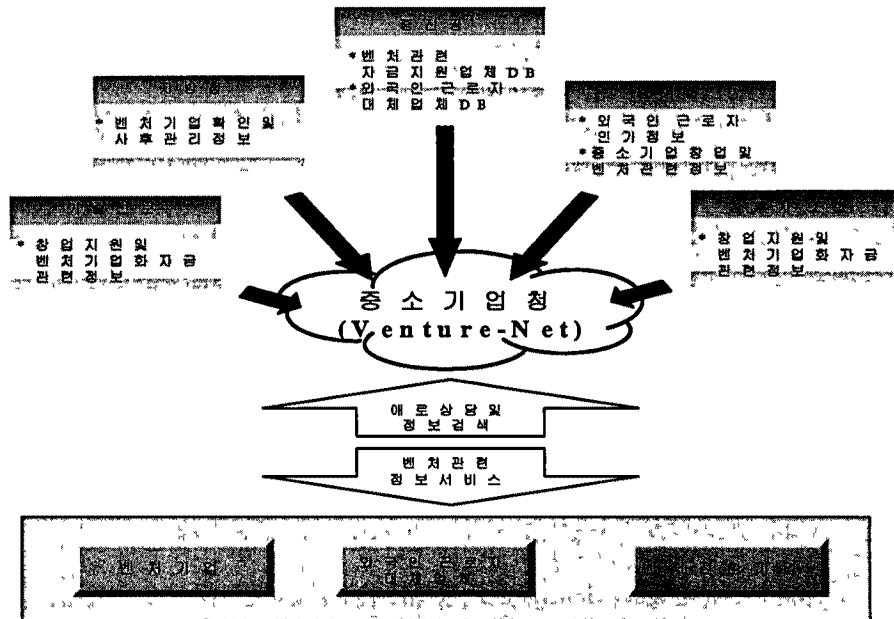 * 벤 처 관 련
자 금 지 원 업 체 DB
* 외 국 인 근 로 자
대 체 업 체 DB
* 벤 처 기 업 확 인 및
사 후 관 리 정 보
* 외 국 인 근 로 자
인 가 정 보
* 중 소 기 업 창 업 및
벤 처 관 련 정 보
* 창 업 지 원 및
벤 처 기 업 화 자 금
관 련 정 보
* 창 업 지 원 및
벤 처 기 업 화 자 금
관 련 정 보
중 소 기 업 청
(Venture-Net)
애 로 상 담 및
정 보 검 색
벤 처 관 련
정 보 서 비 스
벤 처 기 업
외 국 인 근 로 자
대 체 업 체